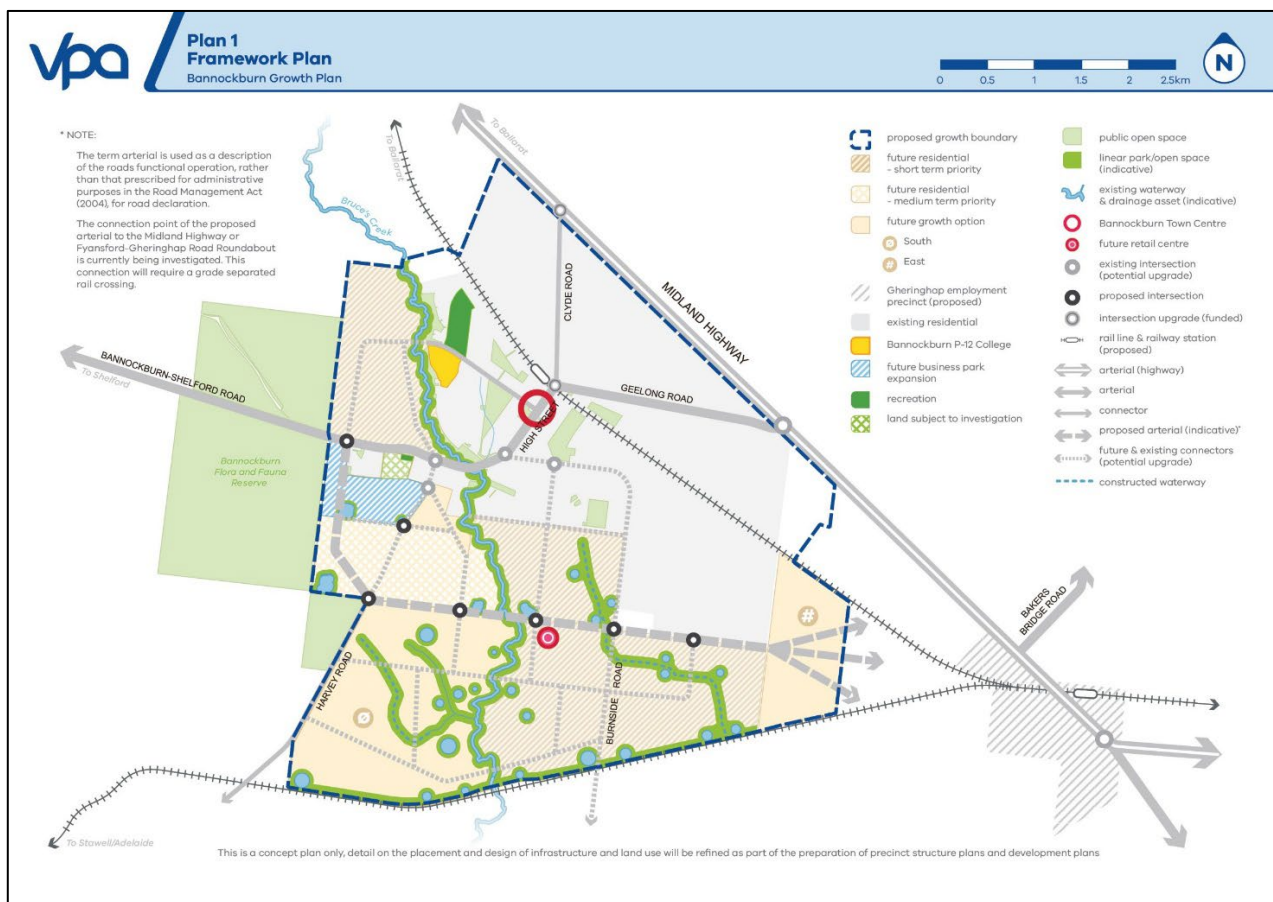 vpa
Plan 1
Framework Plan
Bannockburn Growth Plan
0 0.5 1 1.5 2 2.5km
N
* NOTE:
The term arterial is used as a description
of the roads functional operation, rather
than that prescribed for administrative
purposes in the Road Management Act
(2004), for road declaration.
The connection point of the proposed
arterial to the Midland Highway or
Fyansford-Gheringhap Road Roundabout
is currently being investigated. This
connection will require a grade separated
rail crossing.
proposed growth boundary
future residential
- short term priority
future residential
- medium term priority
future growth option
South
East
Gheringhap employment
precinct (proposed)
existing residential
Bannockburn P-12 College
future business park
expansion
recreation
land subject to investigation
public open space
linear park/open space
(indicative)
existing waterway
& drainage asset (indicative)
Bannockburn Town Centre
future retail centre
existing intersection
(potential upgrade)
proposed intersection
intersection upgrade (funded)
rail line & railway station
(proposed)
arterial (highway)
arterial
connector
proposed arterial (indicative)*
future & existing connectors
(potential upgrade)
constructed waterway
To Ballarat
To Ballarat
Bruce's Creek
MIDLAND HIGHWAY
CLYDE ROAD
GEELONG ROAD
HIGH STREET
BANNOCKBURN-SHELFORD ROAD
To Shelford
Bannockburn
Flora and Fauna
Reserve
#
BAKERS
BRIDGE ROAD
HARVEY ROAD
BURNSIDE ROAD
To Stawell/Adelaide
This is a concept plan only, detail on the placement and design of infrastructure and land use will be refined as part of the preparation of precinct structure plans and development plans